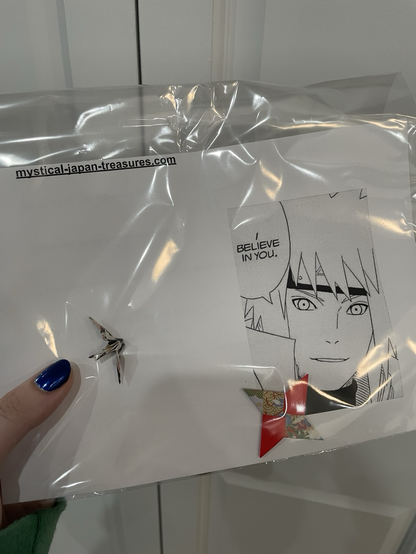 mystical-japan-treasures.com
I
BELIEVE
IN YOU.